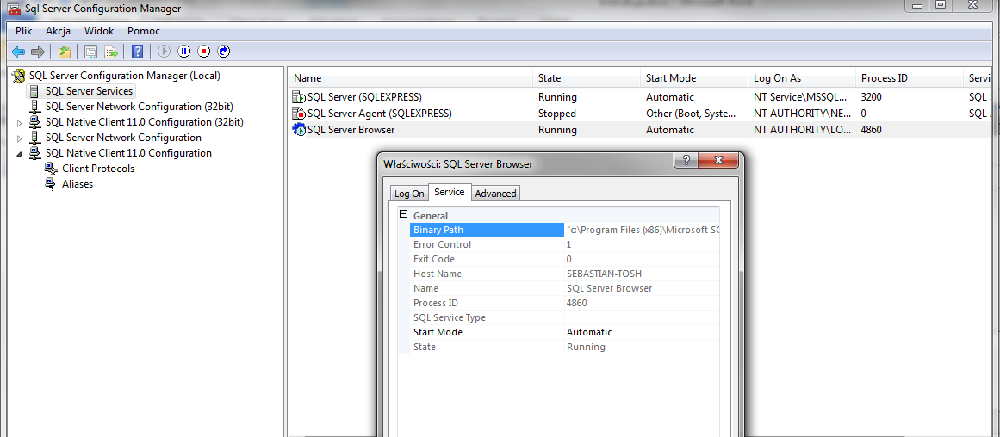 Sql Server Configuration Manager
Plik Akcja Widok Pomoc
SQL Server Configuration Manager (Local)
SQL Server Services
SQL Server Network Configuration (32bit)
SQL Native Client 11.0 Configuration (32bit)
SQL Server Network Configuration
SQL Native Client 11.0 Configuration
Client Protocols
Aliases
Name State Start Mode Log On As Process ID Servi
SQL Server (SQLEXPRESS) Running Automatic NT Service\MSSQL... 3200 SQL
SQL Server Agent (SQLEXPRESS) Stopped Other (Boot, Syste... NT AUTHORITY\NE... 0 SQL
SQL Server Browser Running Automatic NT AUTHORITY\LO... 4860
Właściwości: SQL Server Browser
Log On Service Advanced
General
Binary Path "c:\Program Files (x86)\Microsoft SQ
Error Control 1
Exit Code 0
Host Name SEBASTIAN-TOSH
Name SQL Server Browser
Process ID 4860
SQL Service Type
Start Mode Automatic
State Running